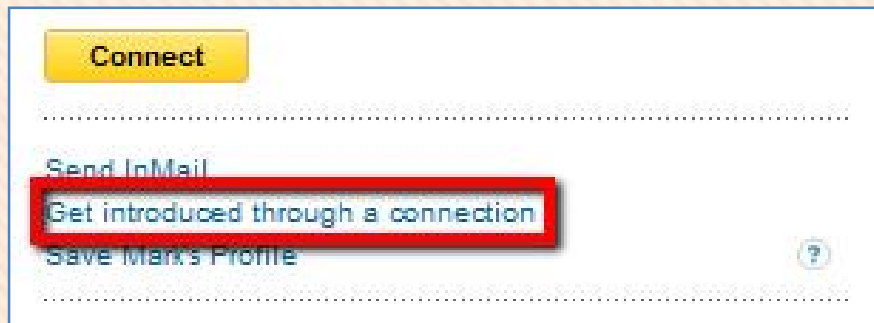 Connect
Send InMail
Get introduced through a connection
Save Mark's Profile
?